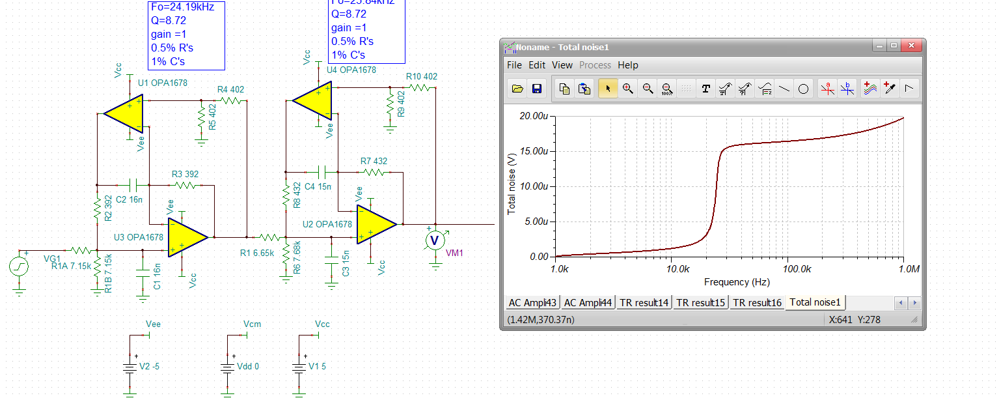 Fo=24.19kHz
Q=8.72
gain =1
0.5% R's
1% C's
Fo=25.84kHz
Q=8.72
gain =1
0.5% R's
1% C's
Vcc
U1 OPA1678
R4 402
R5 402
Vee
C2 16n
R3 392
R2 392
Vee
U3 OPA1678
Vcc
VG1
R1A 7.15k
R1B 7.15k
C1 16n
Vcc
U4 OPA1678
R10 402
R9 402
Vee
R7 432
C4 15n
R8 432
Vee
U2 OPA1678
R1 6.65k
R6 7.68k
C3 15n
Vcc
V
VM1
Vee
V2 -5
Vcm
Vdd 0
Vcc
V1 5
Noname - Total noise1
File Edit View Process Help
100%
T
a
b
20.00u
15.00u
10.00u
5.00u
0.00
Total noise (V)
1.0k
10.0k
100.0k
1.0M
Frequency (Hz)
AC Ampli43
AC Ampli44
TR result14
TR result15
TR result16
Total noise1
(1.42M,370.37n)
X:641 Y:278